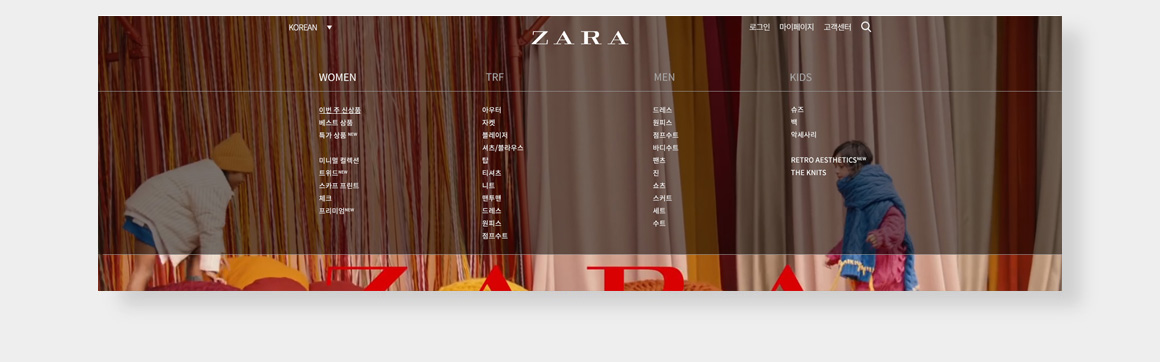 KOREAN
ZARA
로그인 마이페이지 고객센터
WOMEN TRF MEN KIDS
이번 주 신상품
베스트 상품
특가 상품 NEW
미니멀 컬렉션
트위드NEW
스카프 프린트
체크
프리미엄NEW
아우터
자켓
블레이자
셔츠/블라우스
탑
티셔츠
니트
맨투맨
드레스
원피스
점프수트
드레스
원피스
점프수트
바디수트
팬츠
진
쇼츠
스커트
세트
수트
슈즈
백
악세사리
RETRO AESTHETICSNEW
THE KNITS
ZARA